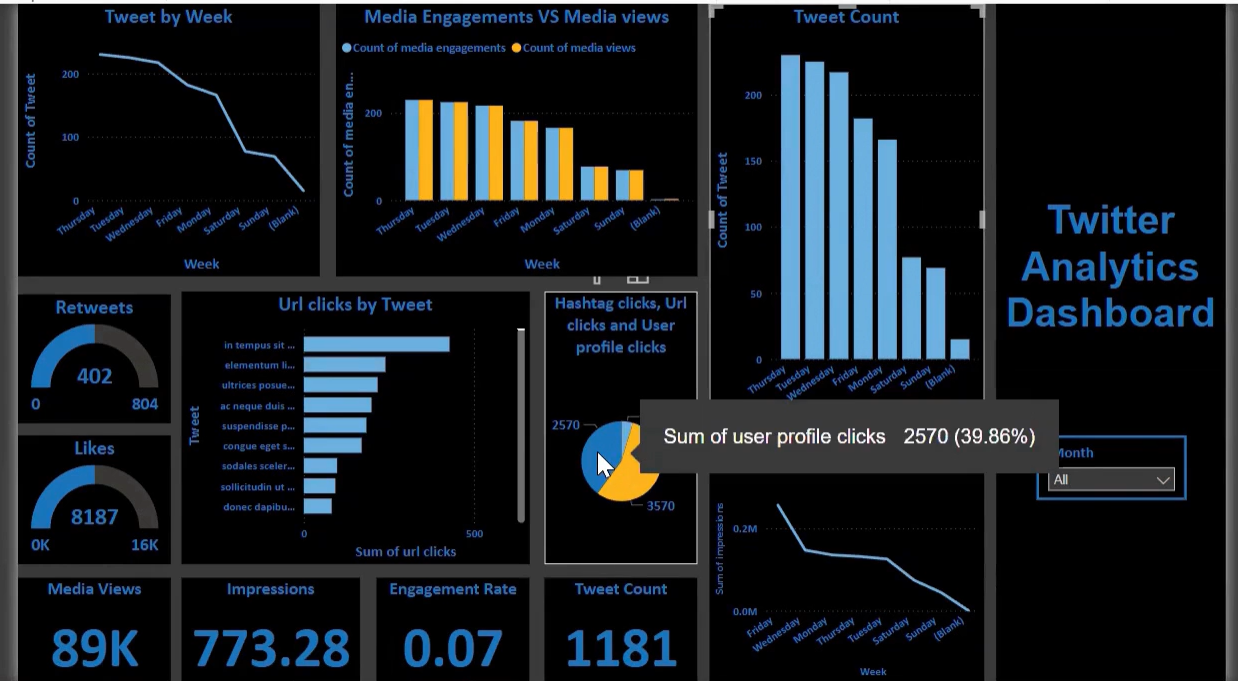 Tweet by Week
Count of Tweet
200
100
0
Thursday
Tuesday
Wednesday
Friday
Monday
Saturday
Sunday
(Blank)
Week
Media Engagements VS Media views
Count of media engagements Count of media views
Count of media en...
200
0
Thursday
Tuesday
Wednesday
Friday
Monday
Saturday
Sunday
(Blank)
Week
Tweet Count
Count of Tweet
200
150
100
50
0
Thursday
Tuesday
Wednesday
Friday
Monday
Saturday
Sunday
(Blank)
Twitter
Analytics
Dashboard
Retweets
402
0 804
Likes
8187
0K 16K
Url clicks by Tweet
Tweet
in tempus sit ...
elementum li...
ultrices posue...
ac neque duis ...
suspendisse p...
congue eget s...
sodales sceler...
sollicitudin ut ...
donec dapibu...
0 500
Sum of url clicks
Hashtag clicks, Url
clicks and User
profile clicks
2570
3570
Sum of user profile clicks 2570 (39.86%)
Month
All
Sum of impressions
0.2M
0.0M
Friday
Wednesday
Monday
Thursday
Tuesday
Saturday
Sunday
(Blank)
Week
Media Views
89K
Impressions
773.28
Engagement Rate
0.07
Tweet Count
1181